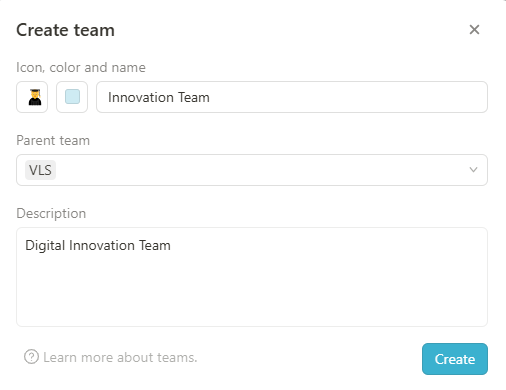 Create team
Icon, color and name
Innovation Team
Parent team
VLS
Description
Digital Innovation Team
Learn more about teams.
Create